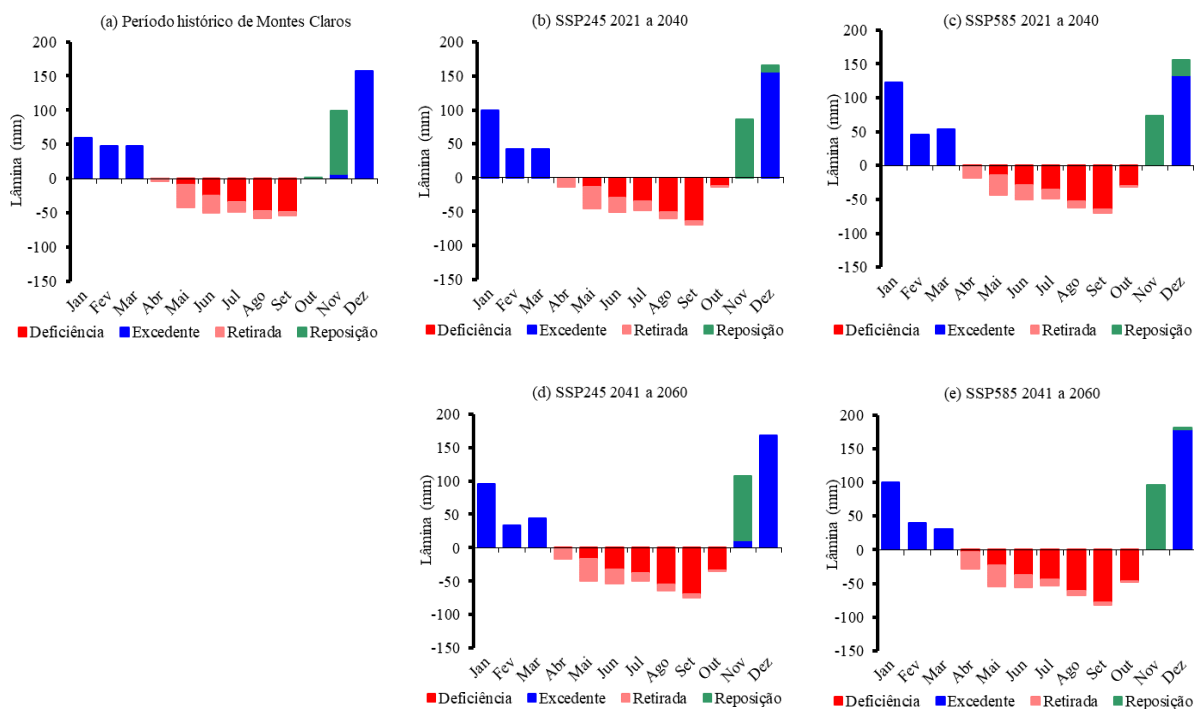 (a) Período histórico de Montes Claros
Lâmina (mm)
200
150
100
50
0
-50
-100
-150
Jan Fev Mar Abr Mai Jun Jul Ago Set Out Nov Dez
Deficiência Excedente Retirada Reposição
(b) SSP245 2021 a 2040
Lâmina (mm)
200
150
100
50
0
-50
-100
-150
Jan Fev Mar Abr Mai Jun Jul Ago Set Out Nov Dez
Deficiência Excedente Retirada Reposição
(c) SSP585 2021 a 2040
Lâmina (mm)
200
150
100
50
0
-50
-100
-150
Jan Fev Mar Abr Mai Jun Jul Ago Set Out Nov Dez
Deficiência Excedente Retirada Reposição
(d) SSP245 2041 a 2060
Lâmina (mm)
200
150
100
50
0
-50
-100
-150
Jan Fev Mar Abr Mai Jun Jul Ago Set Out Nov Dez
Deficiência Excedente Retirada Reposição
(e) SSP585 2041 a 2060
Lâmina (mm)
200
150
100
50
0
-50
-100
-150
Jan Fev Mar Abr Mai Jun Jul Ago Set Out Nov Dez
Deficiência Excedente Retirada Reposição